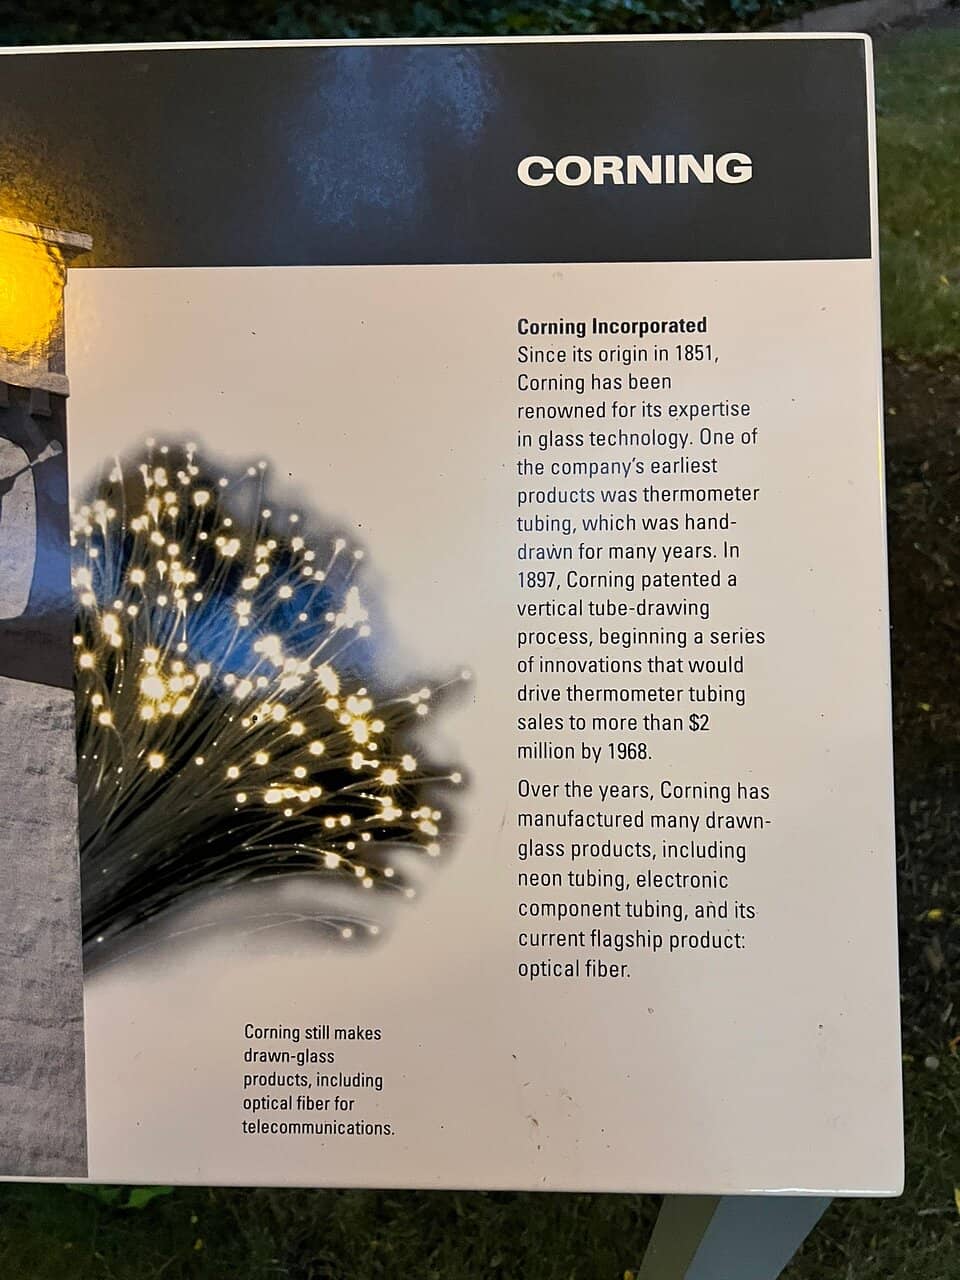 CORNING
Corning Incorporated
Since its origin in 1851,
Corning has been
renowned for its expertise
in glass technology. One of
the company's earliest
products was thermometer
tubing, which was hand-
drawn for many years. In
1897, Corning patented a
vertical tube-drawing
process, beginning a series
of innovations that would
drive thermometer tubing
sales to more than $2
million by 1968.
Over the years, Corning has
manufactured many drawn-
glass products, including
neon tubing, electronic
component tubing, and its
current flagship product:
optical fiber.
Corning still makes
drawn-glass
products, including
optical fiber for
telecommunications.